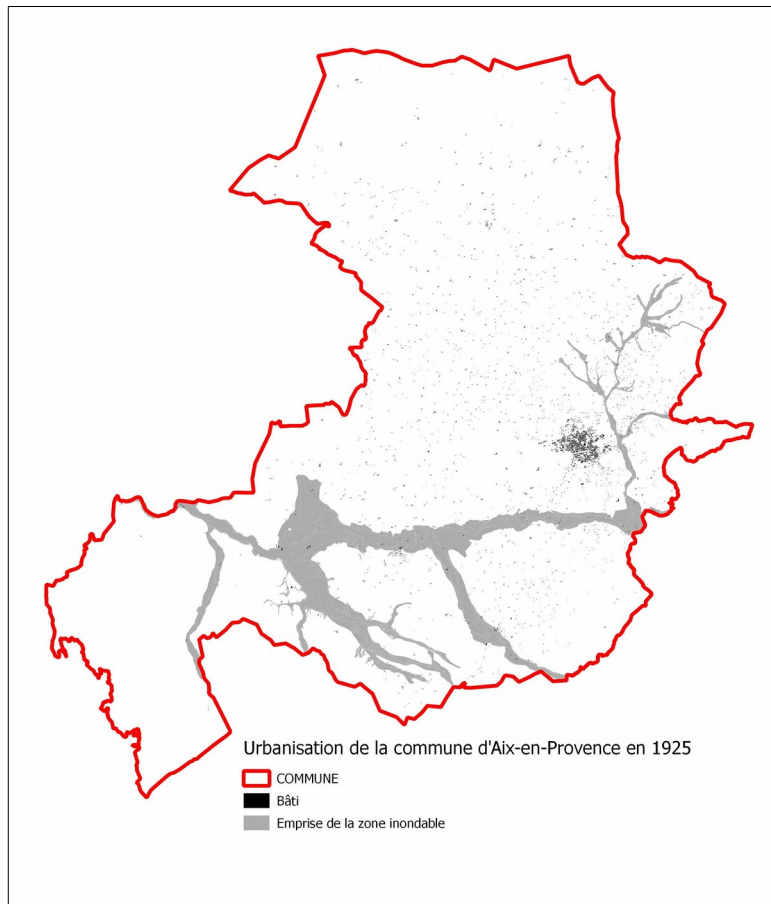 Urbanisation de la commune d'Aix-en-Provence en 1925
COMMUNE
Bâti
Emprise de la zone inondable